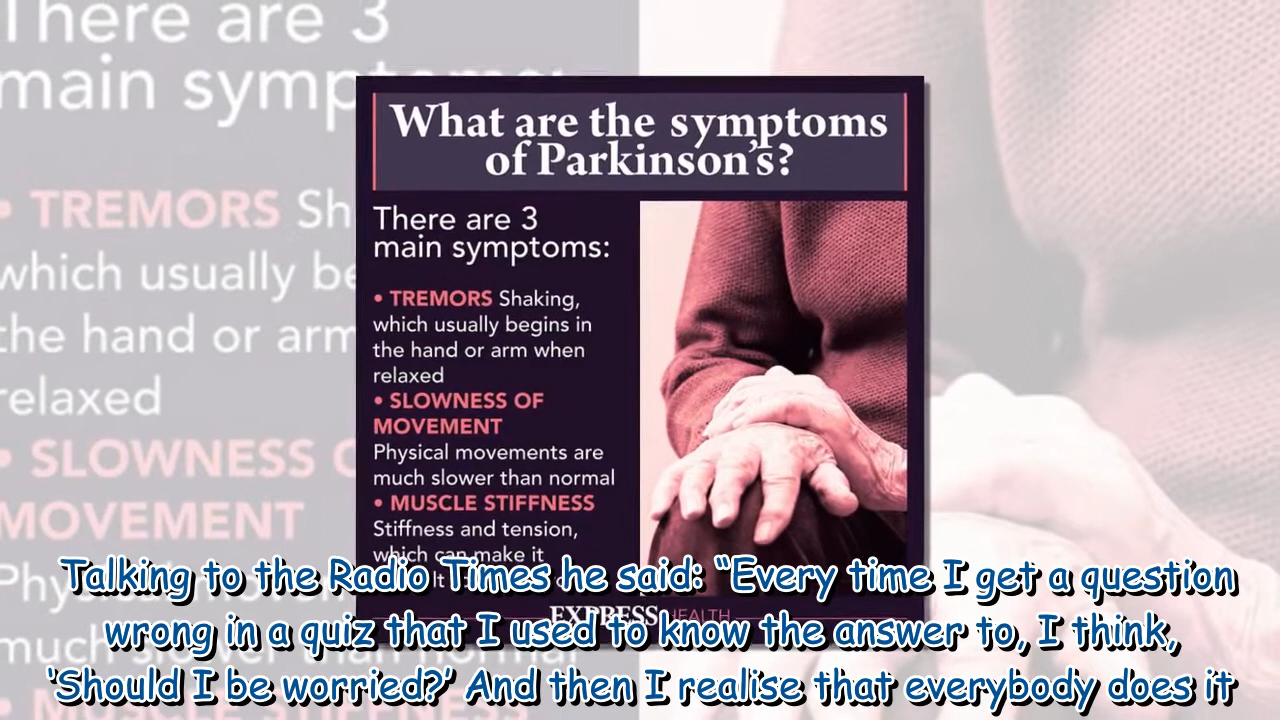 There are 3
main symptoms:
• TREMORS Sh
which usually be
the hand or arm
relaxed
• SLOWNESS O
MOVEMENT
What are the symptoms
of Parkinson's?
There are 3
main symptoms:
• TREMORS Shaking,
which usually begins in
the hand or arm when
relaxed
• SLOWNESS OF
MOVEMENT
Physical movements are
much slower than normal
• MUSCLE STIFFNESS
Stiffness and tension,
which can make it
EXPRESS HEALTH
Talking to the Radio Times he said: “Every time I get a question
wrong in a quiz that I used to know the answer to, I think,
‘Should I be worried?’ And then I realise that everybody does it